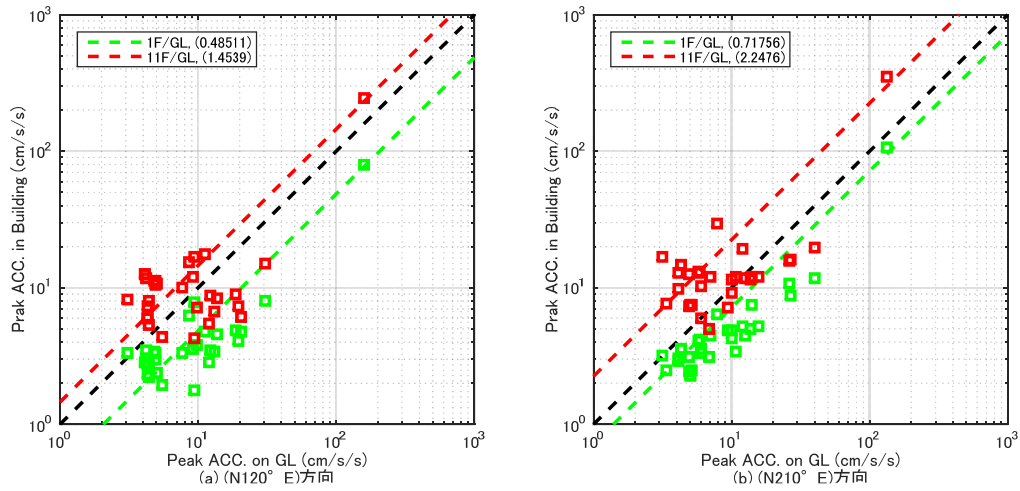 10³
10²
10¹
10⁰
10⁰
10¹
10²
10³
Prak ACC. in Building (cm/s/s)
1F/GL, (0.48511)
11F/GL, (1.4539)
Peak ACC. on GL (cm/s/s)
(a) (N120° E)方向
10³
10²
10¹
10⁰
10⁰
10¹
10²
10³
Prak ACC. in Building (cm/s/s)
1F/GL, (0.71756)
11F/GL, (2.2476)
Peak ACC. on GL (cm/s/s)
(b) (N210° E)方向